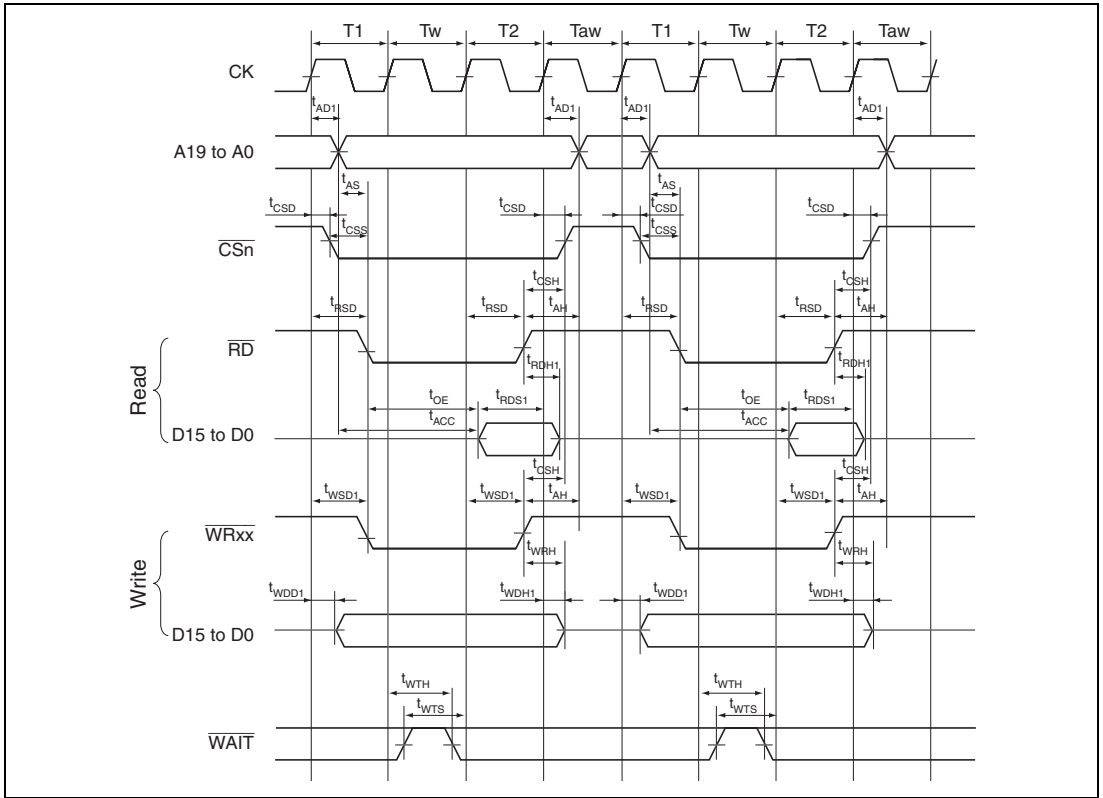 T1 Tw T2 Taw T1 Tw T2 Taw
CK
tAD1 tAD1 tAD1 tAD1
A19 to A0
tAS tAS
tCSD tCSD tCSD tCSD
tCSS tCSS
CSn
tCSH tCSH
tRSD tRSD tAH tRSD tRSD tAH
RD
tRDH1 tRDH1
Read
tOE tRDS1 tOE tRDS1
tACC tACC
D15 to D0
tCSH tCSH
tWSD1 tWSD1 tAH tWSD1 tWSD1 tAH
WRxx
tWRH tWRH
Write
tWDD1 tWDH1 tWDD1 tWDH1
D15 to D0
tWTH tWTH
tWTS tWTS
WAIT